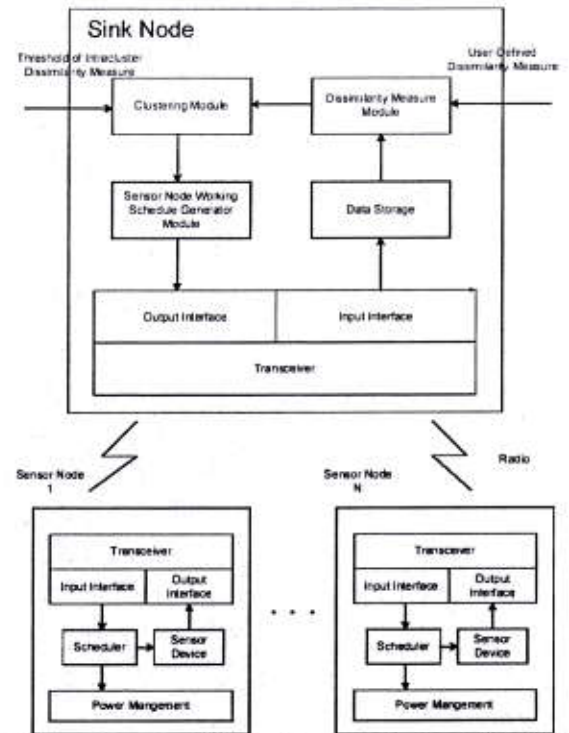 Sink Node
Threshold of Intracluster
Dissimilarity Measure
User Defined
Dissimilarity Measure
Clustering Module
Dissimilarity Measure
Module
Sensor Node Working
Schedule Generator
Module
Data Storage
Output Interface
Input Interface
Transceiver
Sensor Node
1
Sensor Node
N
Radio
Transceiver
Input Interface
Output
Interface
Scheduler
Sensor
Device
Power Mangement
. . .
Transceiver
Input Interface
Output
Interface
Scheduler
Sensor
Device
Power Mangement